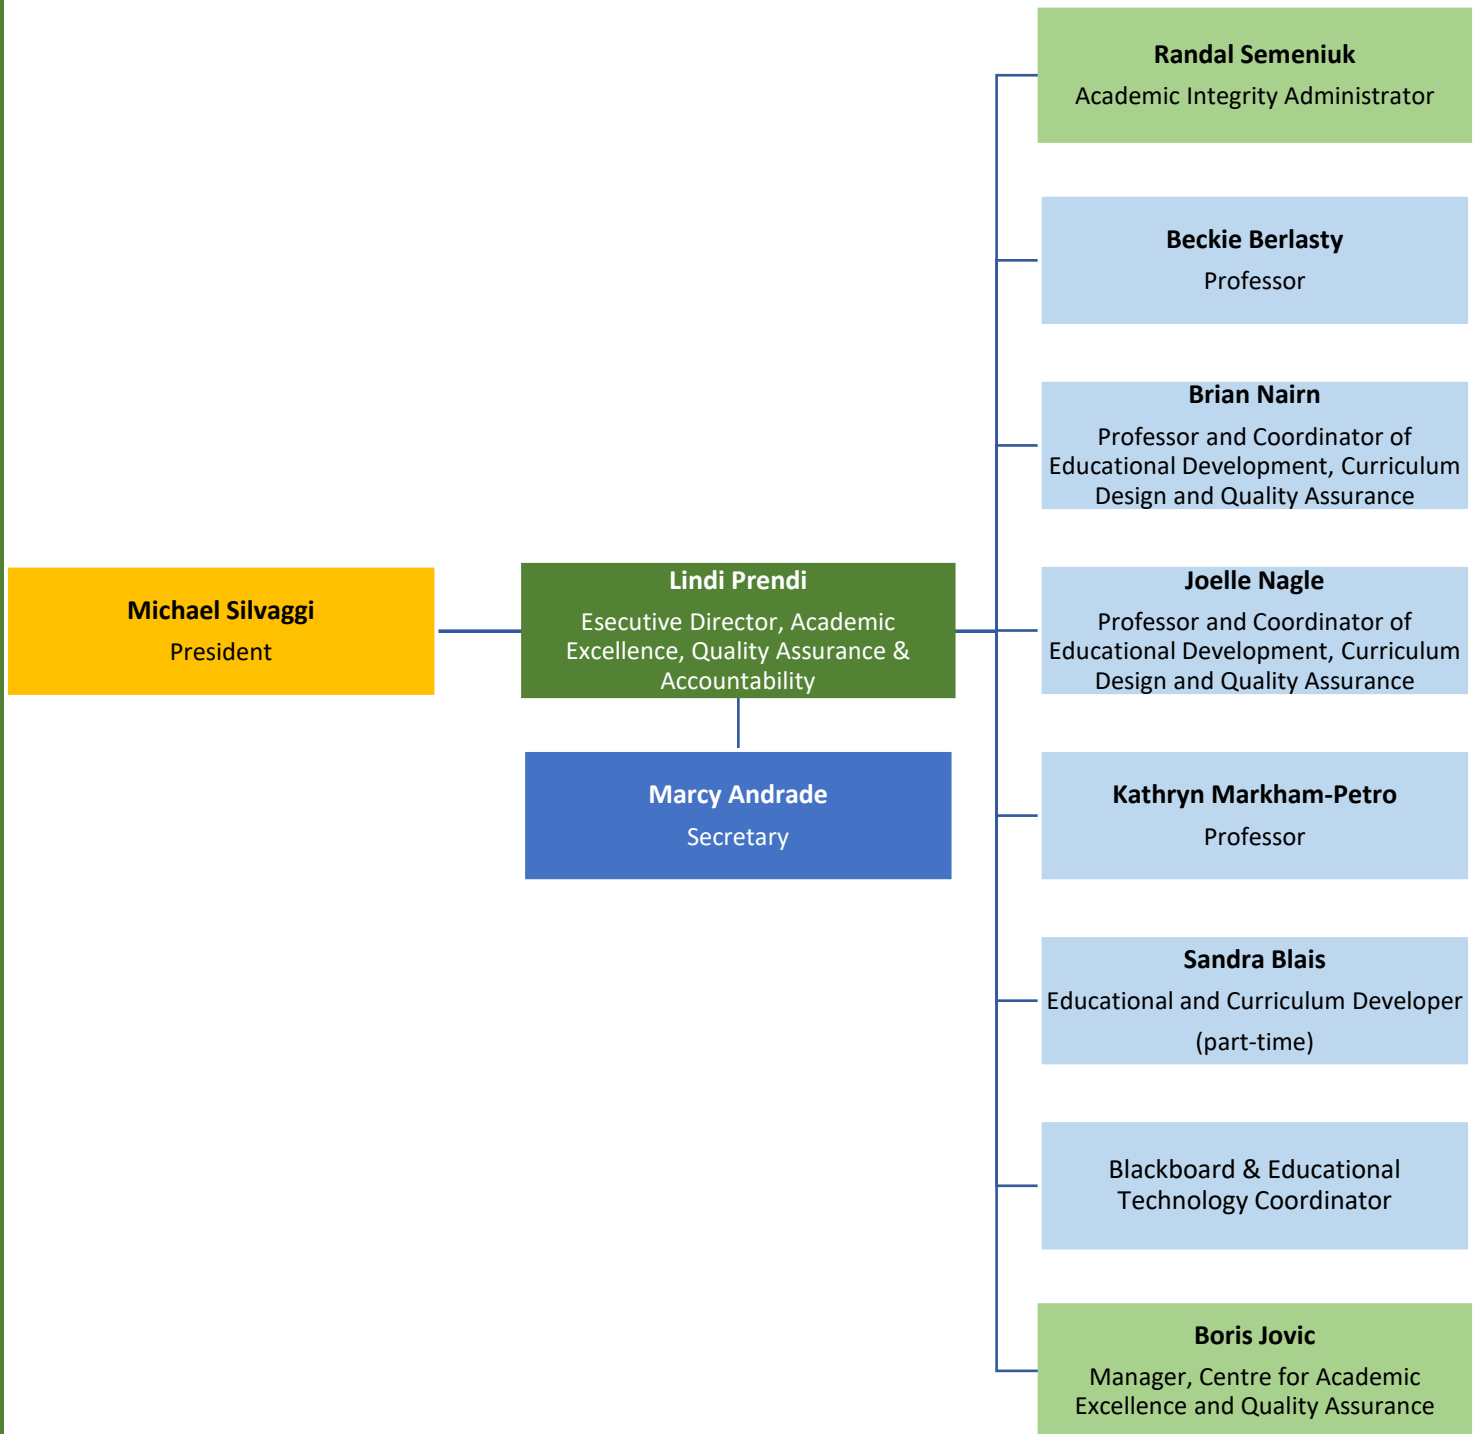 Michael Silvaggi
President
Lindi Prendi
Esecutive Director, Academic
Excellence, Quality Assurance &
Accountability
Marcy Andrade
Secretary
Randal Semeniuk
Academic Integrity Administrator
Beckie Berlasty
Professor
Brian Nairn
Professor and Coordinator of
Educational Development, Curriculum
Design and Quality Assurance
Joelle Nagle
Professor and Coordinator of
Educational Development, Curriculum
Design and Quality Assurance
Kathryn Markham-Petro
Professor
Sandra Blais
Educational and Curriculum Developer
(part-time)
Blackboard & Educational
Technology Coordinator
Boris Jovic
Manager, Centre for Academic
Excellence and Quality Assurance